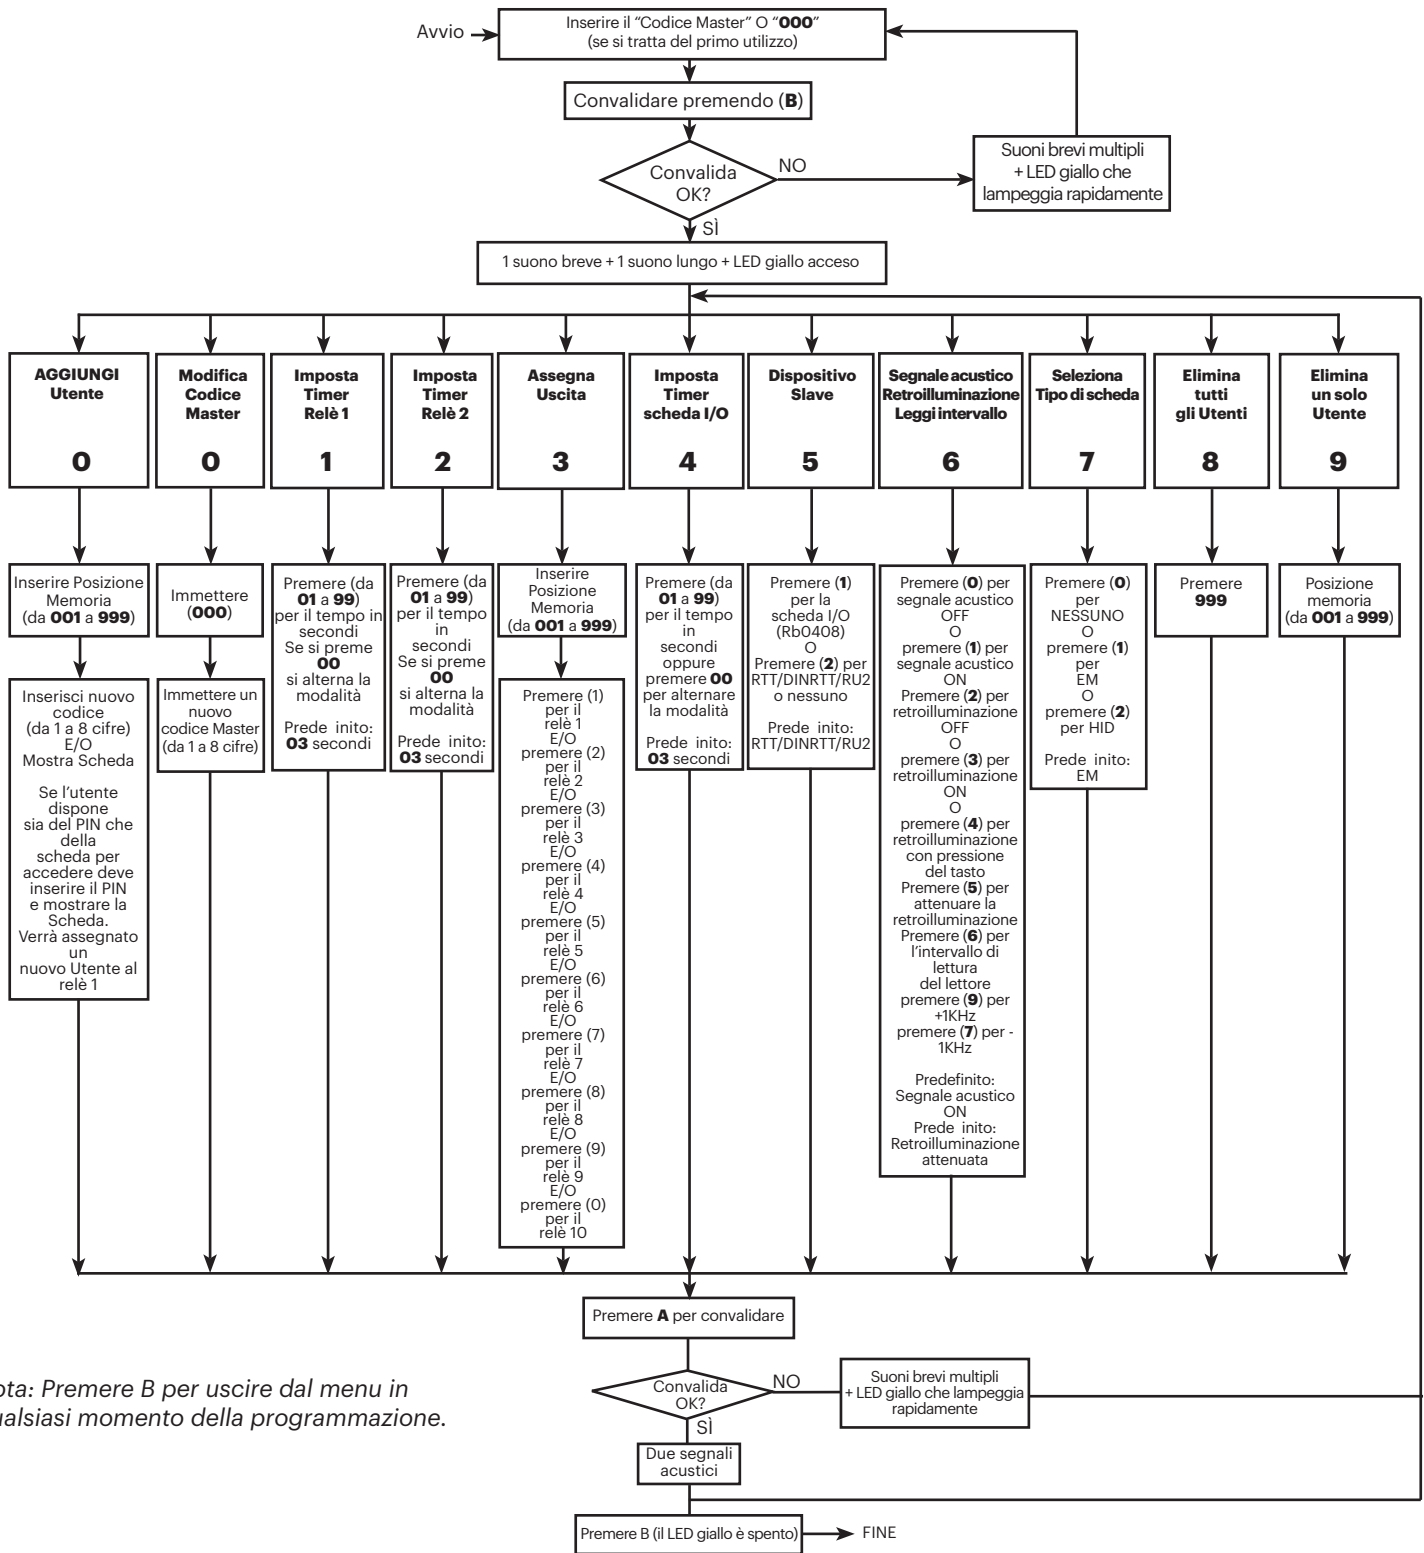 Avvio
Inserire il “Codice Master” O “000”
(se si tratta del primo utilizzo)
Convalidare premendo (B)
Convalida
OK?
NO
Suoni brevi multipli
+ LED giallo che
lampeggia rapidamente
SÌ
1 suono breve + 1 suono lungo + LED giallo acceso
AGGIUNGI
Utente
0
Modifica
Codice
Master
0
Imposta
Timer
Relè 1
1
Imposta
Timer
Relè 2
2
Assegna
Uscita
3
Imposta
Timer
scheda I/O
4
Dispositivo
Slave
5
Segnale acustico
Retroilluminazione
Leggi intervallo
6
Seleziona
Tipo di scheda
7
Elimina
tutti
gli Utenti
8
Elimina
un solo
Utente
9
Inserire Posizione
Memoria
(da 001 a 999)
Inserisci nuovo
codice
(da 1 a 8 cifre)
E/O
Mostra Scheda
Se l’utente
dispone
sia del PIN che
della
scheda per
accedere deve
inserire il PIN
e mostrare la
Scheda.
Verrà assegnato
un
nuovo Utente al
relè 1
Immettere
(000)
Immettere un
nuovo
codice Master
(da 1 a 8 cifre)
Premere (da
01 a 99)
per il tempo in
secondi
Se si preme
00
si alterna la
modalità
Prede inito:
03 secondi
Premere (da
01 a 99)
per il tempo
in
secondi
Se si preme
00
si alterna la
modalità
Prede inito:
03 secondi
Inserire
Posizione
Memoria
(da 001 a 999)
Premere (1)
per il
relè 1
E/O
premere (2)
per il
relè 2
E/O
premere (3)
per il
relè 3
E/O
premere (4)
per il
relè 4
E/O
premere (5)
per il
relè 5
E/O
premere (6)
per il
relè 6
E/O
premere (7)
per il
relè 7
E/O
premere (8)
per il
relè 8
E/O
premere (9)
per il
relè 9
E/O
premere (0)
per il
relè 10
Premere (da
01 a 99)
per il tempo
in
secondi
oppure
premere 00
per alternare
la modalità
Prede inito:
03 secondi
Premere (1)
per la
scheda I/O
(Rb0408)
O
Premere (2) per
RTT/DINRTT/RU2
o nessuno
Prede inito:
RTT/DINRTT/RU2
Premere (0) per
segnale acustico
OFF
O
premere (1) per
segnale acustico
ON
Premere (2) per
retroilluminazione
OFF
O
premere (3) per
retroilluminazione
ON
O
premere (4) per
retroilluminazione
con pressione
del tasto
Premere (5) per
attenuare la
retroilluminazione
Premere (6) per
l’intervallo di
lettura
del lettore
premere (9) per
+1KHz
premere (7) per -
1KHz
Predefinito:
Segnale acustico
ON
Prede inito:
Retroilluminazione
attenuata
Premere (0)
per
NESSUNO
O
premere (1)
per
EM
O
premere (2)
per HID
Prede inito:
EM
Premere
999
Posizione
memoria
(da 001 a 999)
Premere A per convalidare
Convalida
OK?
NO
Suoni brevi multipli
+ LED giallo che lampeggia
rapidamente
SÌ
Due segnali
acustici
Premere B (il LED giallo è spento)
FINE
ota: Premere B per uscire dal menu in
ualsiasi momento della programmazione.